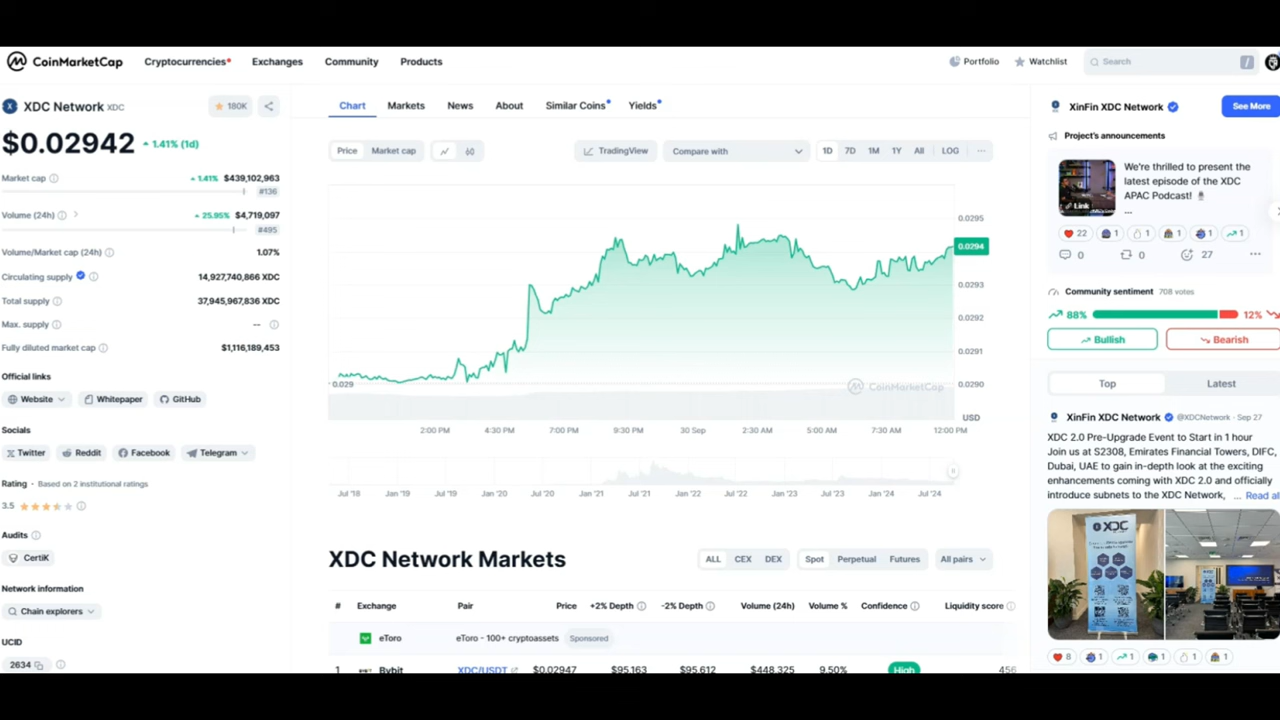 CoinMarketCap Cryptocurrencies Exchanges Community Products Portfolio Watchlist Search /
XDC Network XDC 180K
$0.02942 1.41% (1d)
Market cap 1.41% $439,102,963
#136
Volume (24h) 25.95% $4,719,097
#495
Volume/Market cap (24h) 1.07%
Circulating supply 14,927,740,866 XDC
Total supply 37,945,967,836 XDC
Max. supply --
Fully diluted market cap $1,116,189,453
Official links
Website Whitepaper GitHub
Socials
Twitter Reddit Facebook Telegram
Rating · Based on 2 institutional ratings
3.5
Audits
CertiK
Network information
Chain explorers
UCID
2634
Chart Markets News About Similar Coins Yields
Price Market cap TradingView Compare with 1D 7D 1M 1Y All LOG ...
0.0295
0.0294
0.0293
0.0292
0.0291
0.029 0.0290
CoinMarketCap
USD
2:00 PM 4:30 PM 7:00 PM 9:30 PM 30 Sep 2:30 AM 5:00 AM 7:30 AM 12:00 PM
Jul '18 Jan '19 Jul '19 Jan '20 Jul '20 Jan '21 Jul '21 Jan '22 Jul '22 Jan '23 Jul '23 Jan '24 Jul '24
XDC Network Markets ALL CEX DEX Spot Perpetual Futures All pairs
# Exchange Pair Price +2% Depth -2% Depth Volume (24h) Volume % Confidence Liquidity score
eToro eToro - 100+ cryptoassets Sponsored
1 Bybit XDC/USDT $0.02947 $95,163 $95,612 $448,325 9.50% High 456
XinFin XDC Network See More
Project's announcements
We're thrilled to present the
latest episode of the XDC
APAC Podcast!
...
Link
22 1 1 1 1 1
0 0 27 ...
Community sentiment 708 votes
88% 12%
Bullish Bearish
Top Latest
XinFin XDC Network @XDCNetwork · Sep 27
XDC 2.0 Pre-Upgrade Event to Start in 1 hour
Join us at S2308, Emirates Financial Towers, DIFC,
Dubai, UAE to gain in-depth look at the exciting
enhancements coming with XDC 2.0 and officially
introduce subnets to the XDC Network, ... Read al
XDC
8 1 1 1 1 1